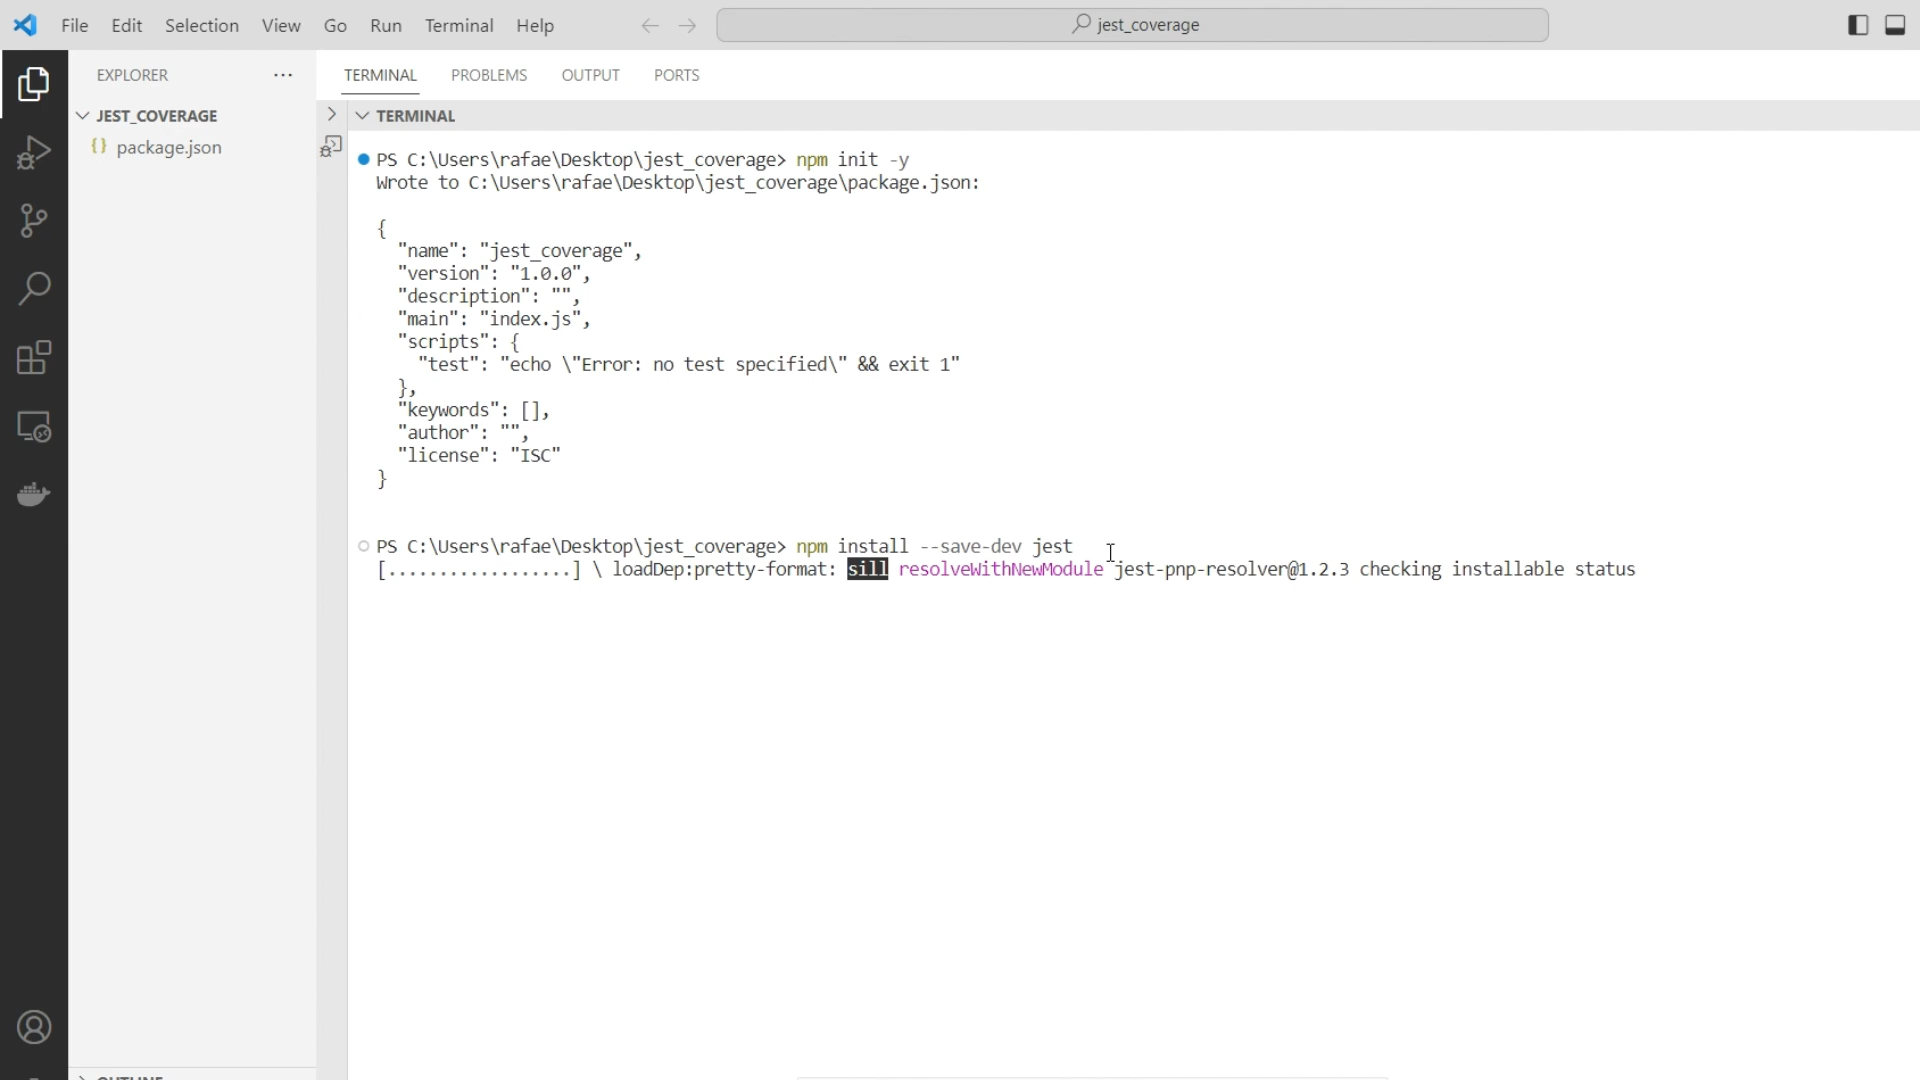 File Edit Selection View Go Run Terminal Help
jest_coverage
EXPLORER
JEST_COVERAGE
{} package.json
TERMINAL PROBLEMS OUTPUT PORTS
TERMINAL
PS C:\Users\rafae\Desktop\jest_coverage> npm init -y
Wrote to C:\Users\rafae\Desktop\jest_coverage\package.json:
{
"name": "jest_coverage",
"version": "1.0.0",
"description": "",
"main": "index.js",
"scripts": {
"test": "echo \"Error: no test specified\" && exit 1"
},
"keywords": [],
"author": "",
"license": "ISC"
}
PS C:\Users\rafae\Desktop\jest_coverage> npm install --save-dev jest
[..................] \ loadDep:pretty-format: sill resolveWithNewModule jest-pnp-resolver@1.2.3 checking installable status
OUTLINE